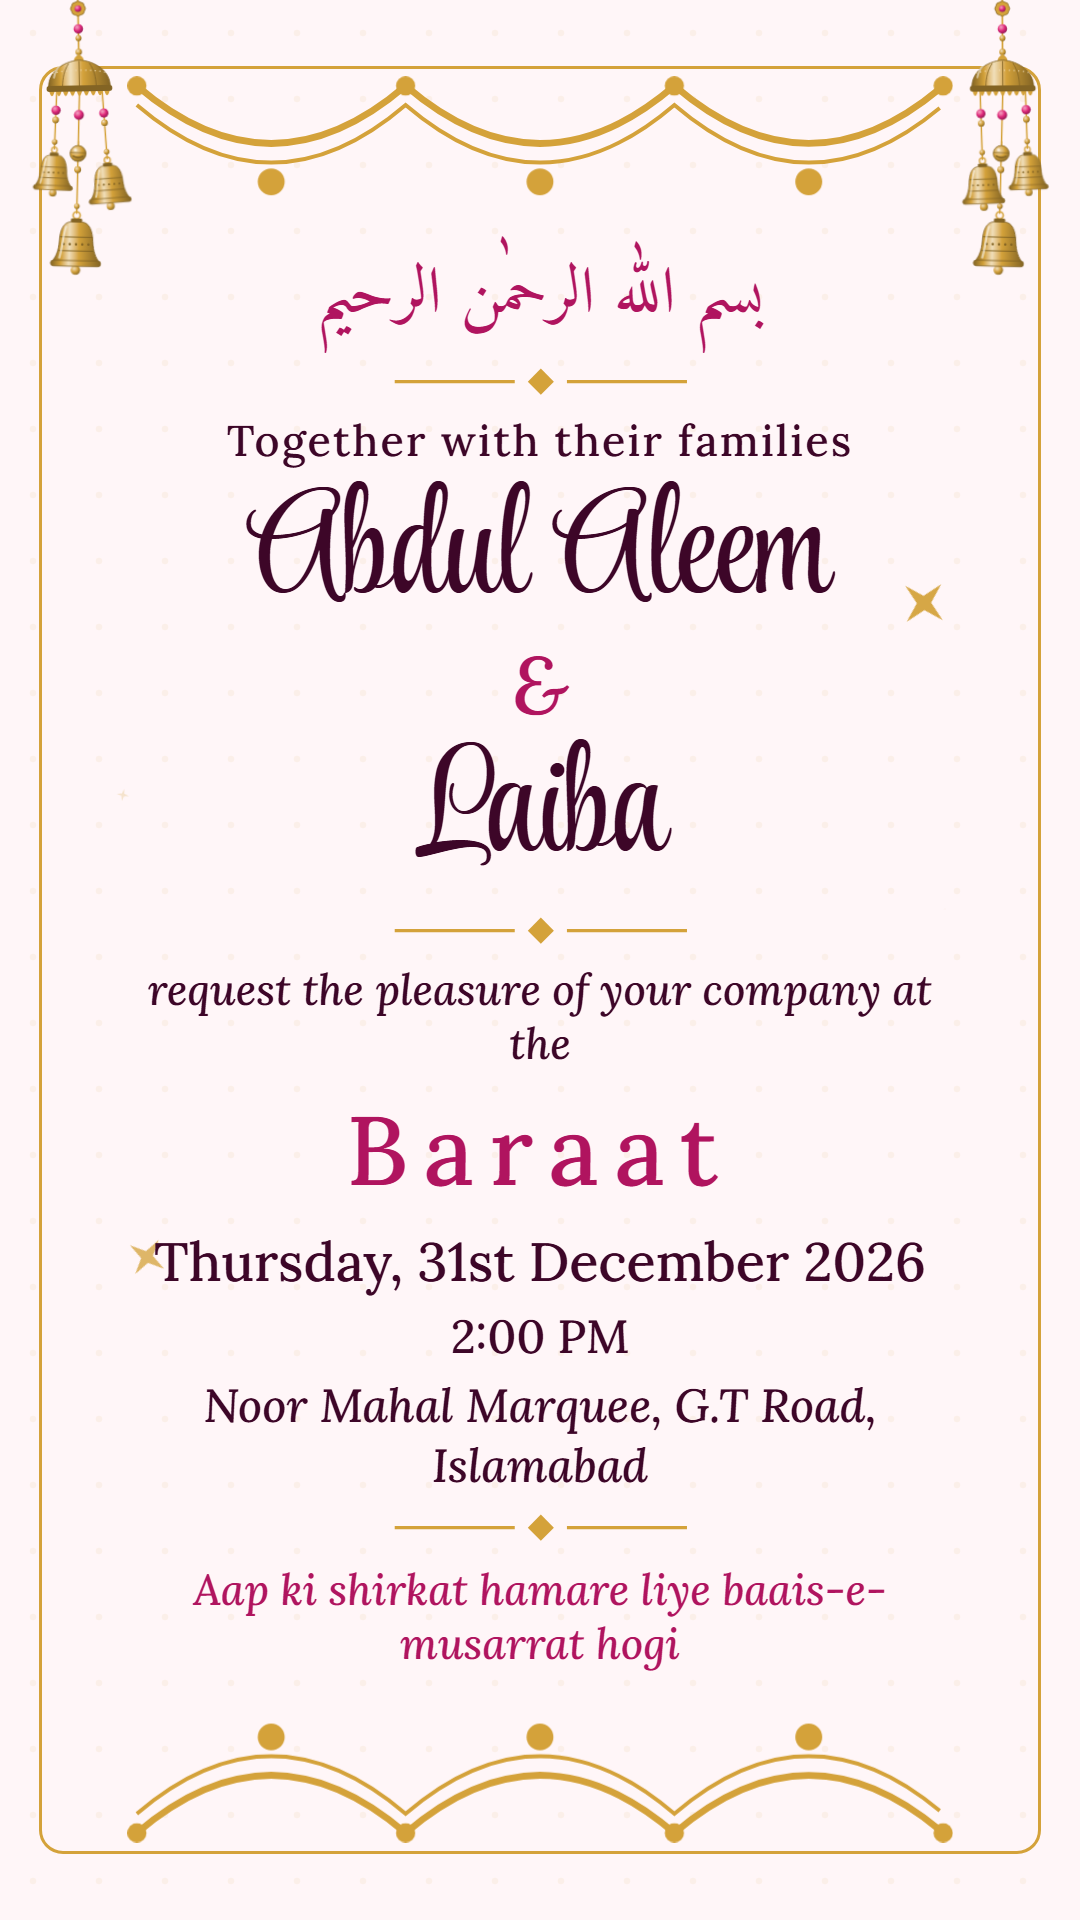 بسم الله الرحمٰن الرحيم
Together with their families
Abdul Aleem
&
Laiba
request the pleasure of your company at
the
Baraat
Thursday, 31st December 2026
2:00 PM
Noor Mahal Marquee, G.T Road,
Islamabad
Aap ki shirkat hamare liye baais-e-
musarrat hogi